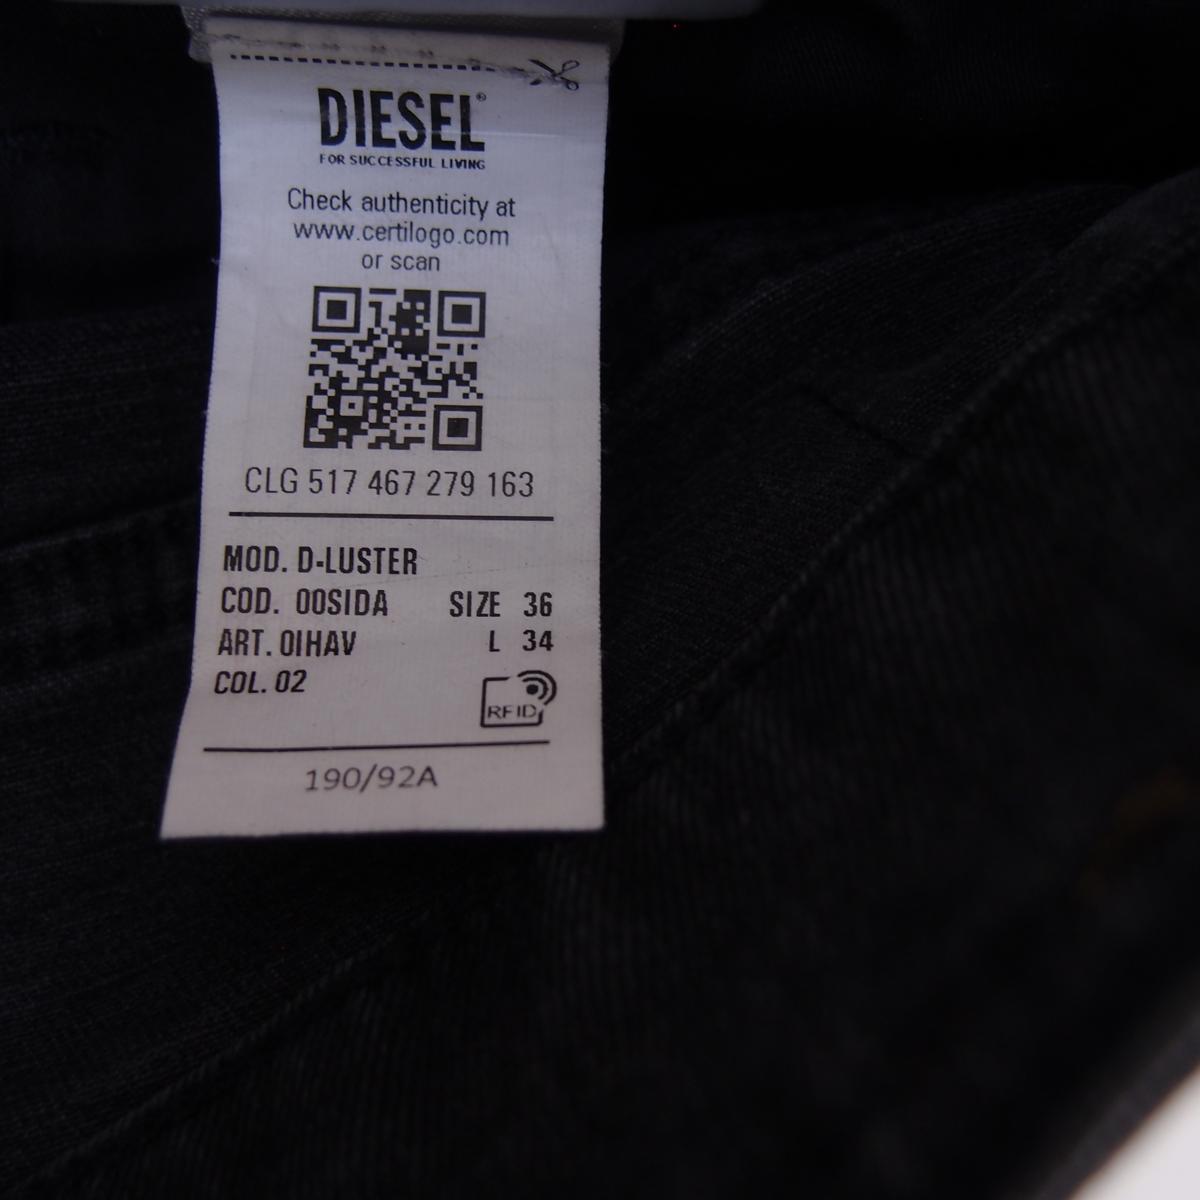 DIESEL®
FOR SUCCESSFUL LIVING
Check authenticity at
www.certilogo.com
or scan
CLG 517 467 279 163
MOD. D-LUSTER
COD. 00SIDA SIZE 36
ART. 0IHAV L 34
COL. 02
RFID
190/92A